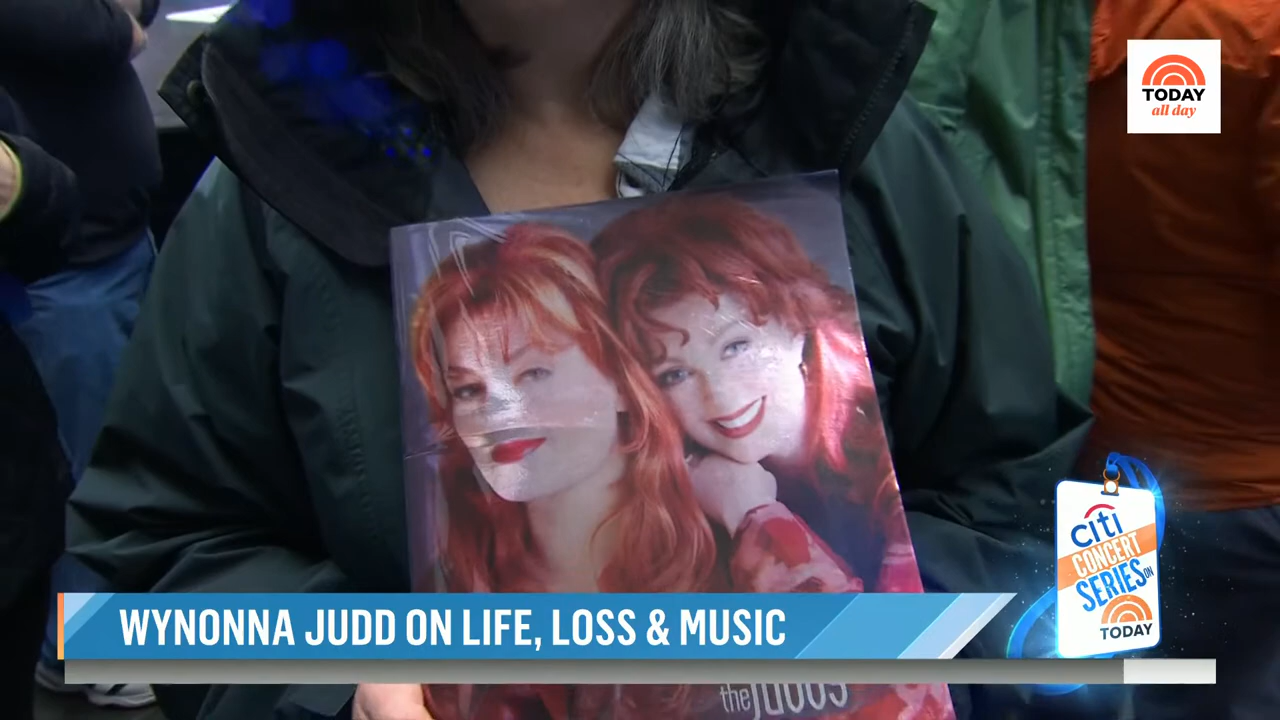 TODAY
all day
citi
CONCERT
SERIES ON
TODAY
WYNONNA JUDD ON LIFE, LOSS & MUSIC
the judds